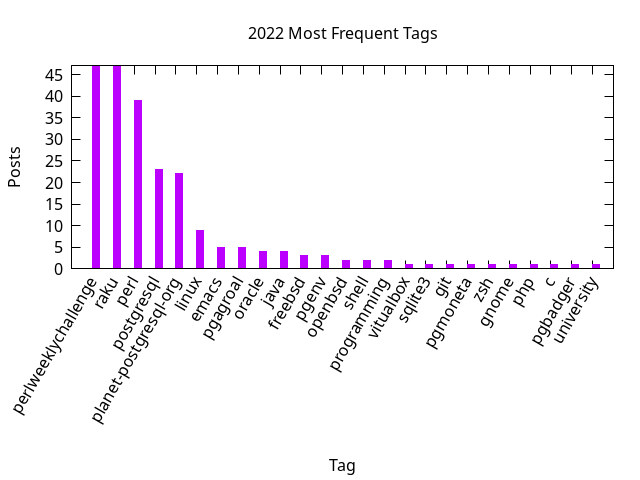 2022 Most Frequent Tags
Posts
45
40
35
30
25
20
15
10
5
0
perlweeklychallenge
raku
perl
postgresql
planet-postgresql-org
linux
emacs
pgagroal
oracle
java
freebsd
pgenv
openbsd
shell
programming
vitualbox
sqlite3
git
pgmoneta
zsh
gnome
php
c
pgbadger
university
Tag